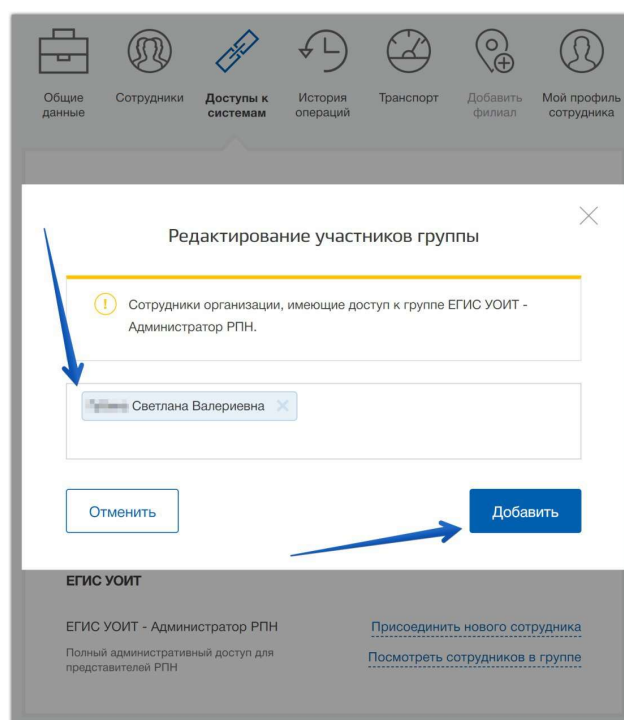 Общие данные
Сотрудники
Доступы к системам
История операций
Транспорт
Добавить филиал
Мой профиль сотрудника
Редактирование участников группы
Сотрудники организации, имеющие доступ к группе ЕГИС УОИТ -
Администратор РПН.
Светлана Валериевна
Отменить
Добавить
ЕГИС УОИТ
ЕГИС УОИТ - Администратор РПН
Присоединить нового сотрудника
Полный административный доступ для
представителей РПН
Посмотреть сотрудников в группе